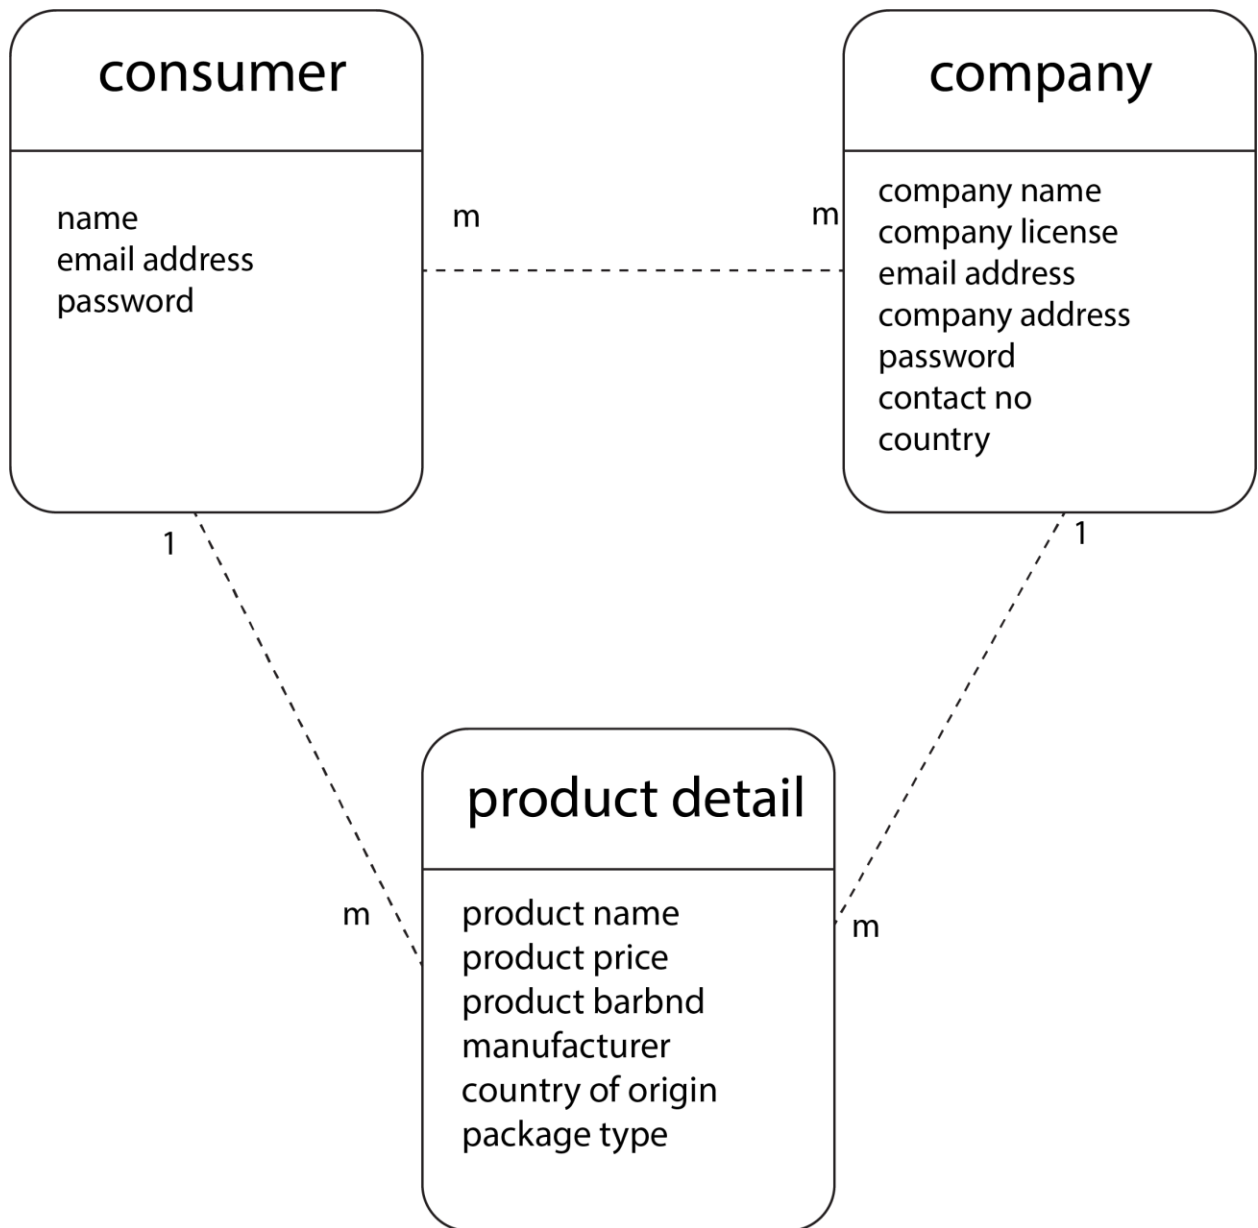 consumer
name
email address
password
m
m
company
company name
company license
email address
company address
password
contact no
country
1
1
product detail
product name
product price
product barbnd
manufacturer
country of origin
package type
m
m